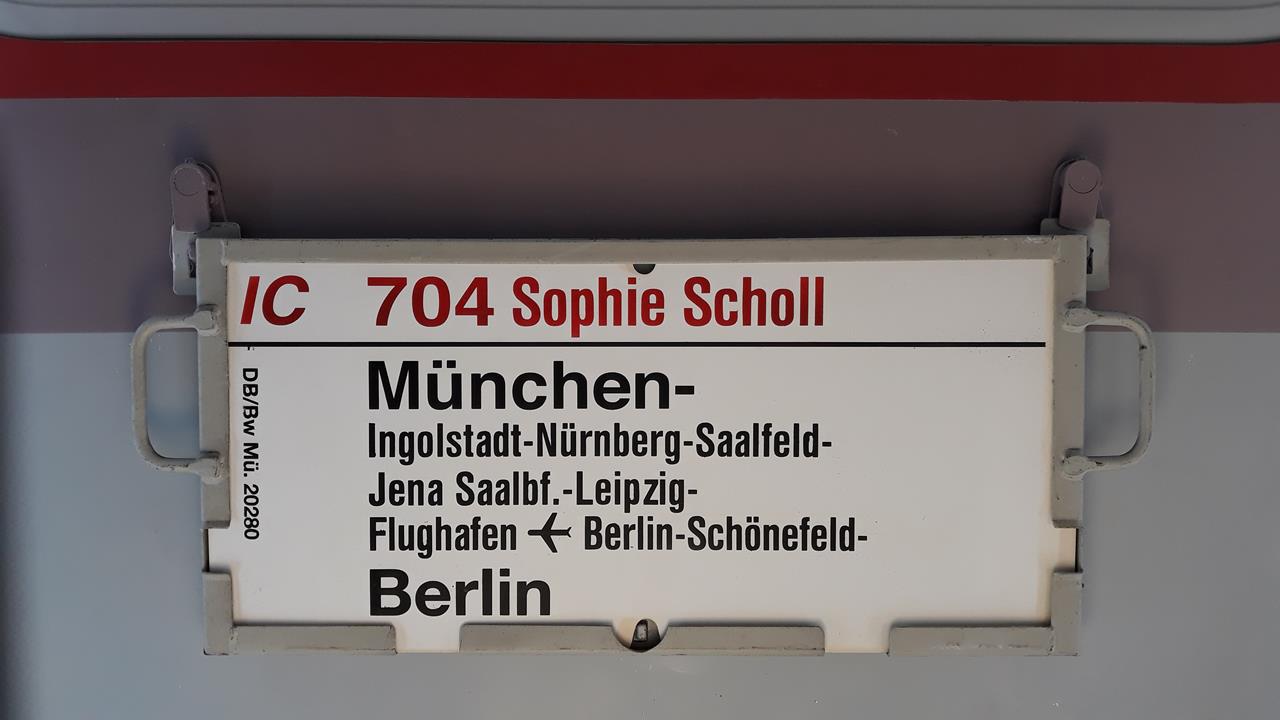 IC 704 Sophie Scholl
München-
Ingolstadt-Nürnberg-Saalfeld-
Jena Saalbf.-Leipzig-
Flughafen ✈ Berlin-Schönefeld-
Berlin
DB/Bw Mü. 20280